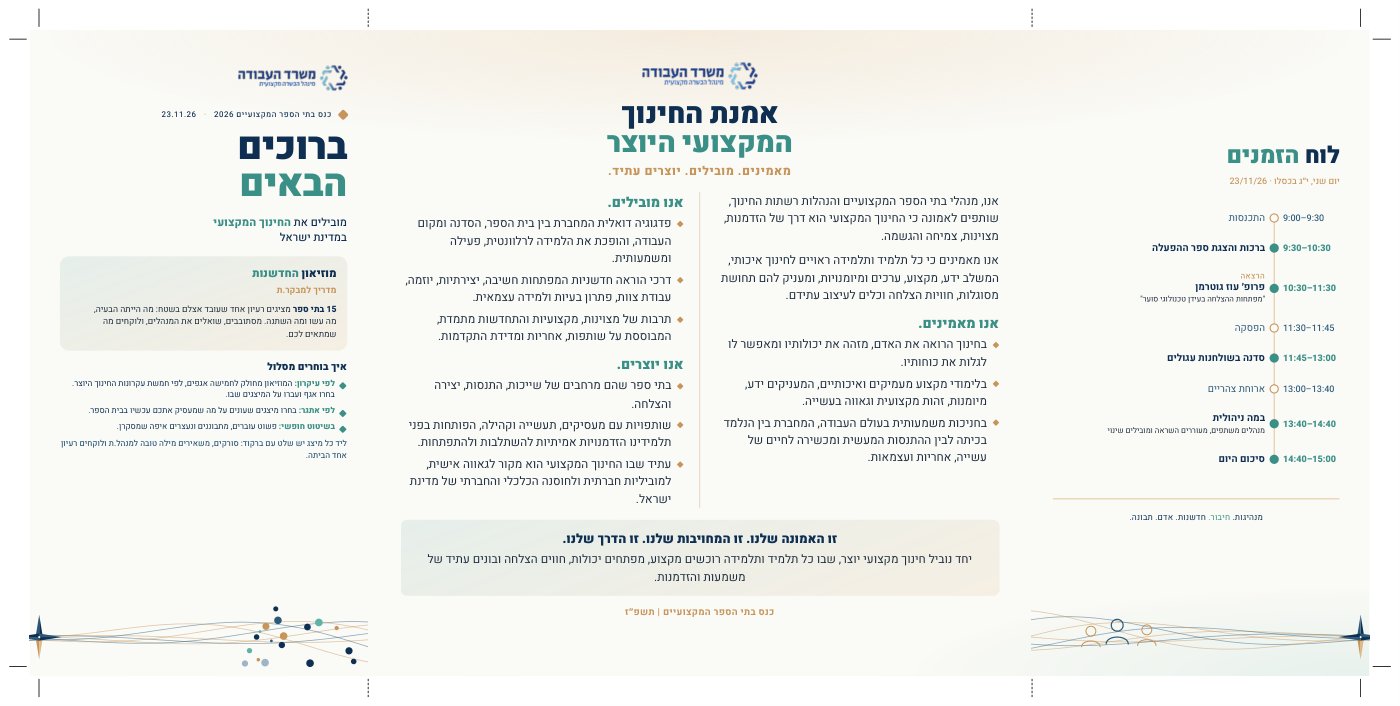 לוח הזמנים
יום שני, י"ג בכסלו · 23/11/26
9:00–9:30 התכנסות
9:30–10:30 ברכות והצגת ספר ההפעלה
הרצאה
10:30–11:30 פרופ' עוז גוטרמן
"מפתחות ההצלחה בעידן טכנולוגי סוער"
11:30–11:45 הפסקה
11:45–13:00 סדנה בשולחנות עגולים
13:00–13:40 ארוחת צהריים
במה ניהולית
13:40–14:40
מנהלים משתפים, מעוררים השראה ומובילים שינוי
14:40–15:00 סיכום היום
מנהיגות. חיבור. חדשנות. אדם. תבונה.
משרד העבודה
מינהל הכשרה מקצועית
אמנת החינוך
המקצועי היוצר
מאמינים. מובילים. יוצרים עתיד.
אנו, מנהלי בתי הספר המקצועיים והנהלות רשתות החינוך,
שותפים לאמונה כי החינוך המקצועי הוא דרך של הזדמנות,
מצוינות, צמיחה והגשמה.
אנו מאמינים כי כל תלמיד ותלמידה ראויים לחינוך איכותי,
המשלב ידע, מקצוע, ערכים ומיומנויות, ומעניק להם תחושת
מסוגלות, חוויות הצלחה וכלים לעיצוב עתידם.
אנו מאמינים.
בחינוך הרואה את האדם, מזהה את יכולותיו ומאפשר לו
לגלות את כוחותיו.
בלימודי מקצוע מעמיקים ואיכותיים, המעניקים ידע,
מיומנות, זהות מקצועית וגאווה בעשייה.
בחניכות משמעותית בעולם העבודה, המחברת בין הנלמד
בכיתה לבין ההתנסות המעשית ומכשירה לחיים של
עשייה, אחריות ועצמאות.
אנו מובילים.
פדגוגיה דואלית המחברת בין בית הספר, הסדנה ומקום
העבודה, והופכת את הלמידה לרלוונטית, פעילה
ומשמעותית.
דרכי הוראה חדשניות המפתחות חשיבה, יצירתיות, יוזמה,
עבודת צוות, פתרון בעיות ולמידה עצמאית.
תרבות של מצוינות, מקצועיות והתחדשות מתמדת,
המבוססת על שותפות, אחריות ומדידת התקדמות.
אנו יוצרים.
בתי ספר שהם מרחבים של שייכות, התנסות, יצירה
והצלחה.
שותפויות עם מעסיקים, תעשייה וקהילה, הפותחות בפני
תלמידינו הזדמנויות אמיתיות להשתלבות ולהתפתחות.
עתיד שבו החינוך המקצועי הוא מקור לגאווה אישית,
למוביליות חברתית ולחוסנה הכלכלי והחברתי של מדינת
ישראל.
זו האמונה שלנו. זו המחויבות שלנו. זו הדרך שלנו.
יחד נוביל חינוך מקצועי יוצר, שבו כל תלמיד ותלמידה רוכשים מקצוע, מפתחים יכולות, חווים הצלחה ובונים עתיד של
משמעות והזדמנות.
כנס בתי הספר המקצועיים | תשפ"ז
משרד העבודה
מינהל הכשרה מקצועית
כנס בתי הספר המקצועיים 2026 · 23.11.26
ברוכים
הבאים
מובילים את החינוך המקצועי
במדינת ישראל
מוזיאון החדשנות
מדריך למבקר.ת
15 בתי ספר מציגים רעיון אחד שעובד אצלם בשטח: מה הייתה הבעיה,
מה עשו ומה השתנה. מסתובבים, שואלים את המנהלים, ולוקחים מה
שמתאים לכם.
איך בוחרים מסלול
לפי עיקרון: המוזיאון מחולק לחמישה אגפים, לפי חמשת עקרונות החינוך היוצר.
בחרו אגף ועברו על המיצגים שבו.
לפי אתגר: בחרו מיצגים שעונים על מה שמעסיק אתכם עכשיו בבית הספר.
בשיטוט חופשי: פשוט עוברים, מתבוננים ונעצרים איפה שמסקרן.
ליד כל מיצג יש שלט עם ברקוד: סורקים, משאירים מילה טובה למנהל.ת ולוקחים רעיון
אחד הביתה.